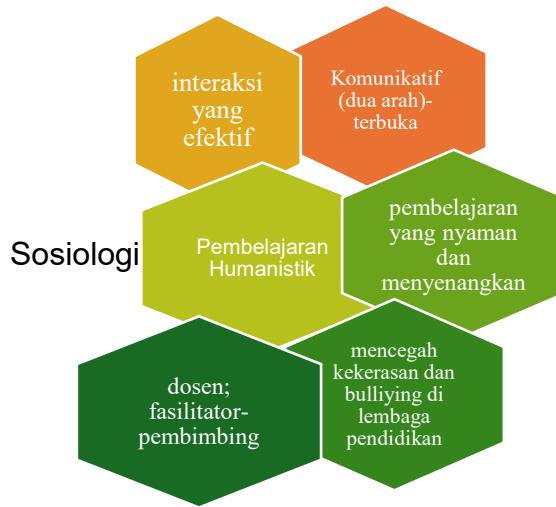 interaksi
yang
efektif
Komunikatif
(dua arah)-
terbuka
Sosiologi
Pembelajaran
Humanistik
pembelajaran
yang nyaman
dan
menyenangkan
dosen;
fasilitator-
pembimbing
mencegah
kekerasan dan
bulliying di
lembaga
pendidikan